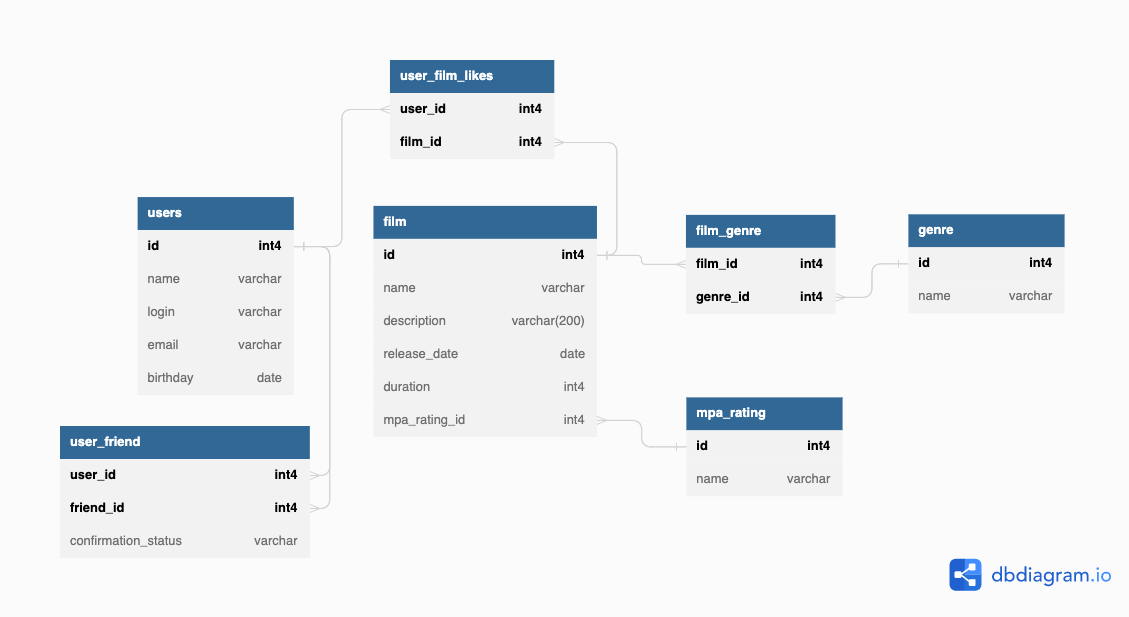 user_film_likes
user_id int4
film_id int4
users
id int4
name varchar
login varchar
email varchar
birthday date
film
id int4
name varchar
description varchar(200)
release_date date
duration int4
mpa_rating_id int4
film_genre
film_id int4
genre_id int4
genre
id int4
name varchar
user_friend
user_id int4
friend_id int4
confirmation_status varchar
mpa_rating
id int4
name varchar
dbdiagram.io